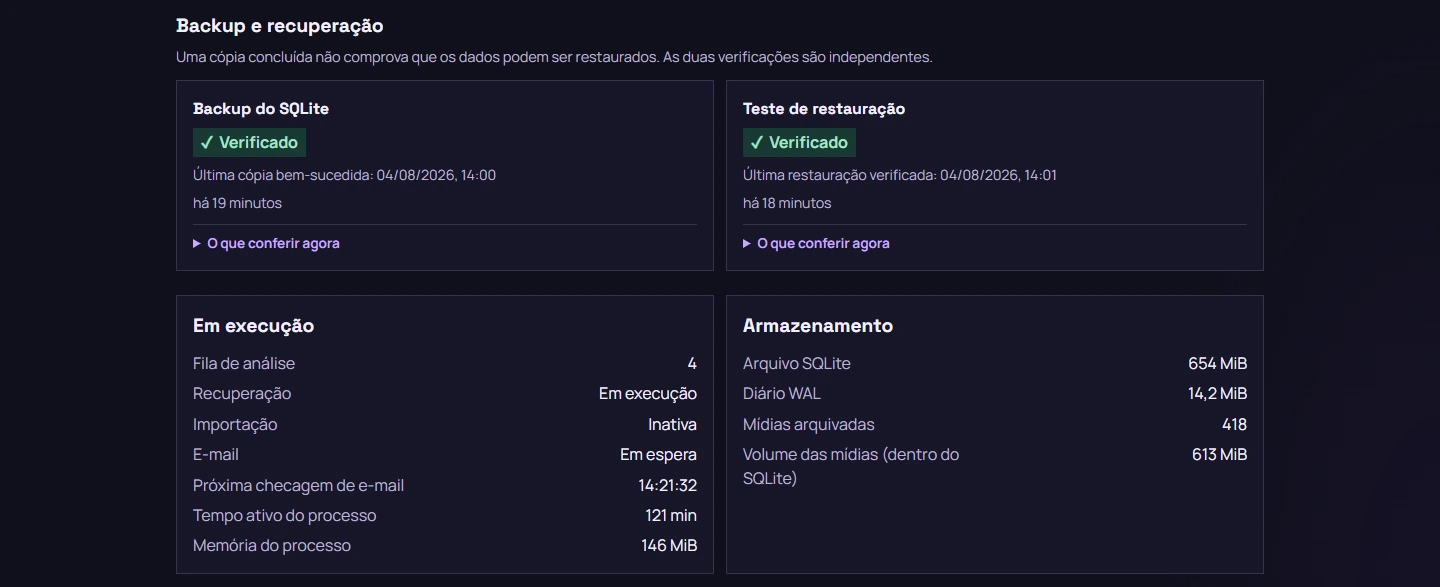 Backup e recuperação
Uma cópia concluída não comprova que os dados podem ser restaurados. As duas verificações são independentes.
Backup do SQLite
✓ Verificado
Última cópia bem-sucedida: 04/08/2026, 14:00
há 19 minutos
▶ O que conferir agora
Teste de restauração
✓ Verificado
Última restauração verificada: 04/08/2026, 14:01
há 18 minutos
▶ O que conferir agora
Em execução
Fila de análise 4
Recuperação Em execução
Importação Inativa
E-mail Em espera
Próxima checagem de e-mail 14:21:32
Tempo ativo do processo 121 min
Memória do processo 146 MiB
Armazenamento
Arquivo SQLite 654 MiB
Diário WAL 14,2 MiB
Mídias arquivadas 418
Volume das mídias (dentro do 613 MiB
SQLite)